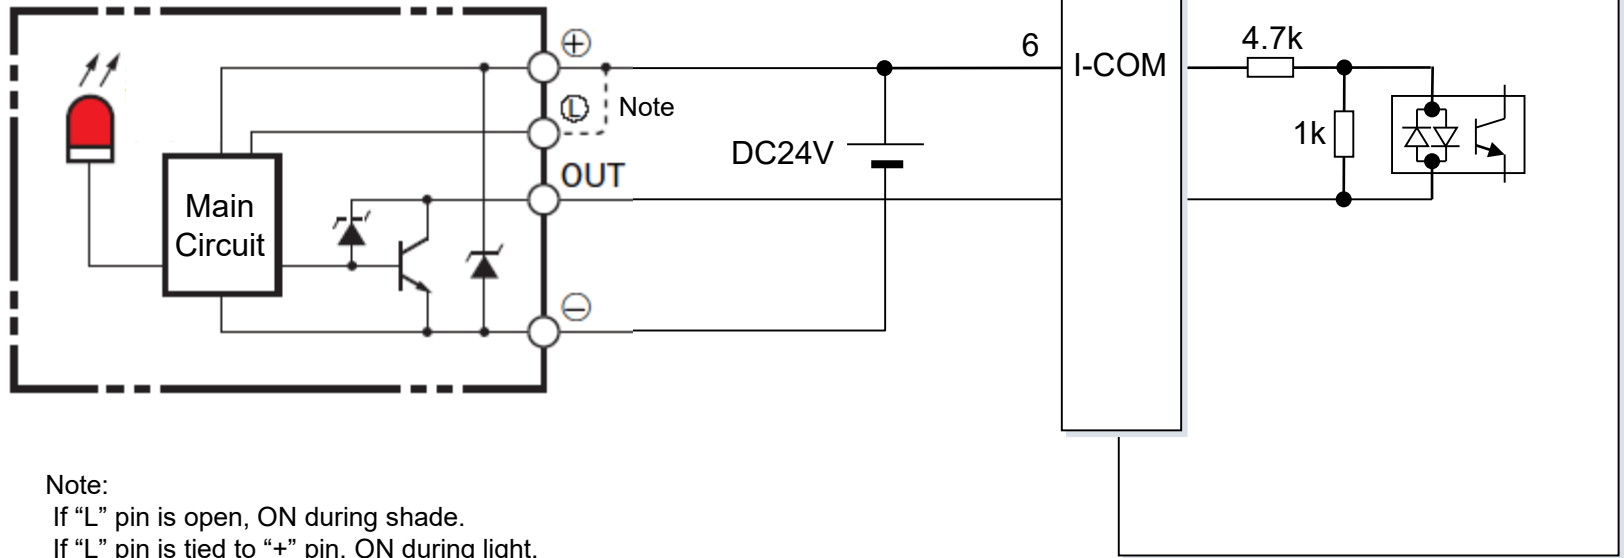 ⊕
Ⓛ
Note
OUT
⊖
Main
Circuit
DC24V
6
I-COM
4.7k
1k
Note:
If “L” pin is open, ON during shade.
If “L” pin is tied to “+” pin, ON during light.